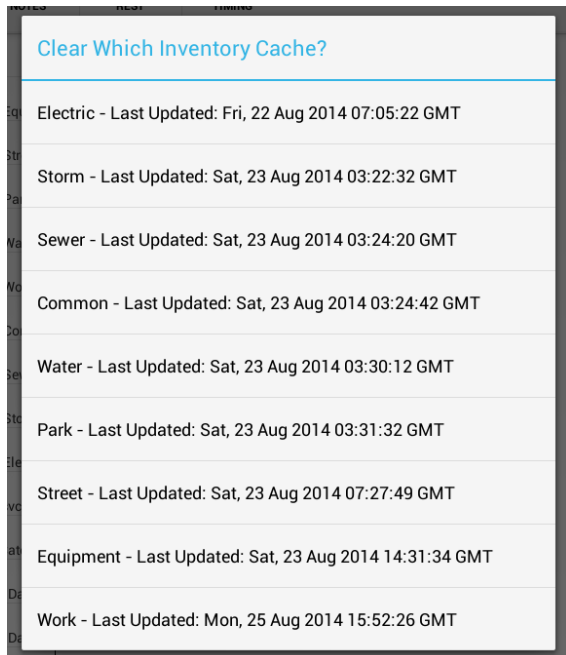 NOTES REST TIMING
Clear Which Inventory Cache?
Electric - Last Updated: Fri, 22 Aug 2014 07:05:22 GMT
Storm - Last Updated: Sat, 23 Aug 2014 03:22:32 GMT
Sewer - Last Updated: Sat, 23 Aug 2014 03:24:20 GMT
Common - Last Updated: Sat, 23 Aug 2014 03:24:42 GMT
Water - Last Updated: Sat, 23 Aug 2014 03:30:12 GMT
Park - Last Updated: Sat, 23 Aug 2014 03:31:32 GMT
Street - Last Updated: Sat, 23 Aug 2014 07:27:49 GMT
Equipment - Last Updated: Sat, 23 Aug 2014 14:31:34 GMT
Work - Last Updated: Mon, 25 Aug 2014 15:52:26 GMT